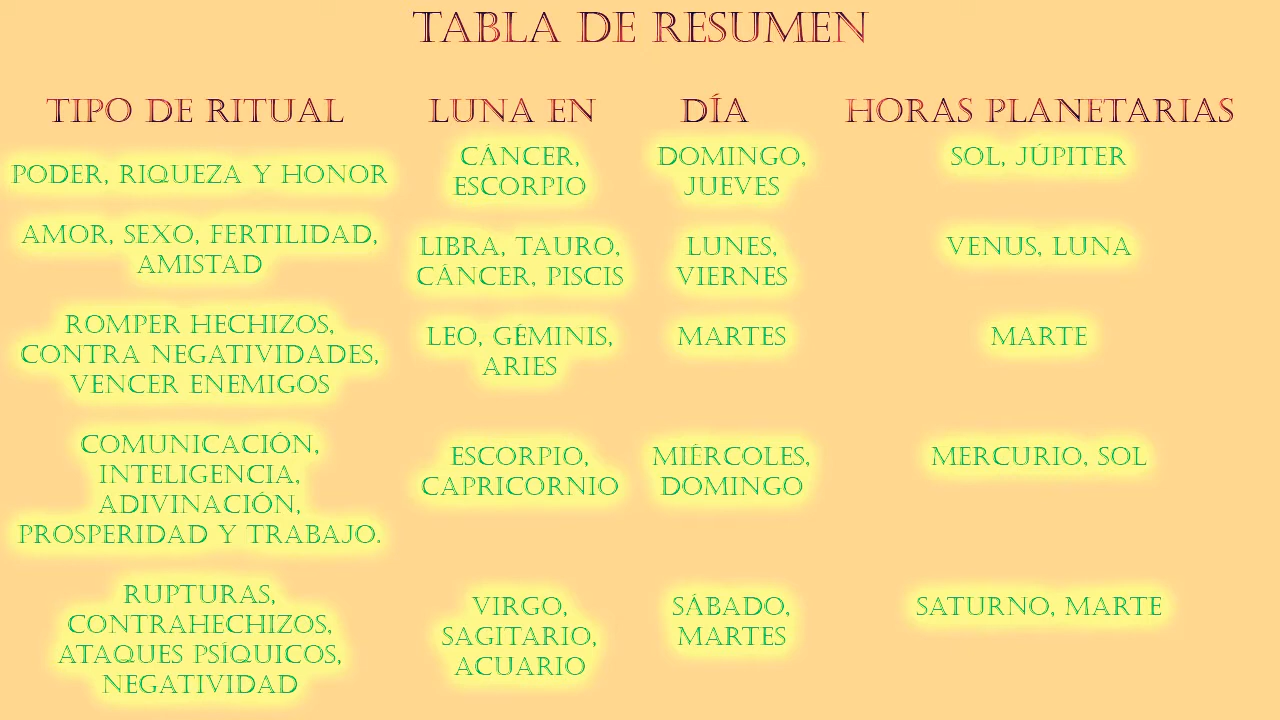 TABLA DE RESUMEN
TIPO DE RITUAL LUNA EN DÍA HORAS PLANETARIAS
PODER, RIQUEZA Y HONOR
CÁNCER,
ESCORPIO
DOMINGO,
JUEVES
SOL, JÚPITER
AMOR, SEXO, FERTILIDAD,
AMISTAD
LIBRA, TAURO,
CÁNCER, PISCIS
LUNES,
VIERNES
VENUS, LUNA
ROMPER HECHIZOS,
CONTRA NEGATIVIDADES,
VENCER ENEMIGOS
LEO, GÉMINIS,
ARIES
MARTES
MARTE
COMUNICACIÓN,
INTELIGENCIA,
ADIVINACIÓN,
PROSPERIDAD Y TRABAJO.
ESCORPIO,
CAPRICORNIO
MIÉRCOLES,
DOMINGO
MERCURIO, SOL
RUPTURAS,
CONTRAHECHIZOS,
ATAQUES PSÍQUICOS,
NEGATIVIDAD
VIRGO,
SAGITARIO,
ACUARIO
SÁBADO,
MARTES
SATURNO, MARTE